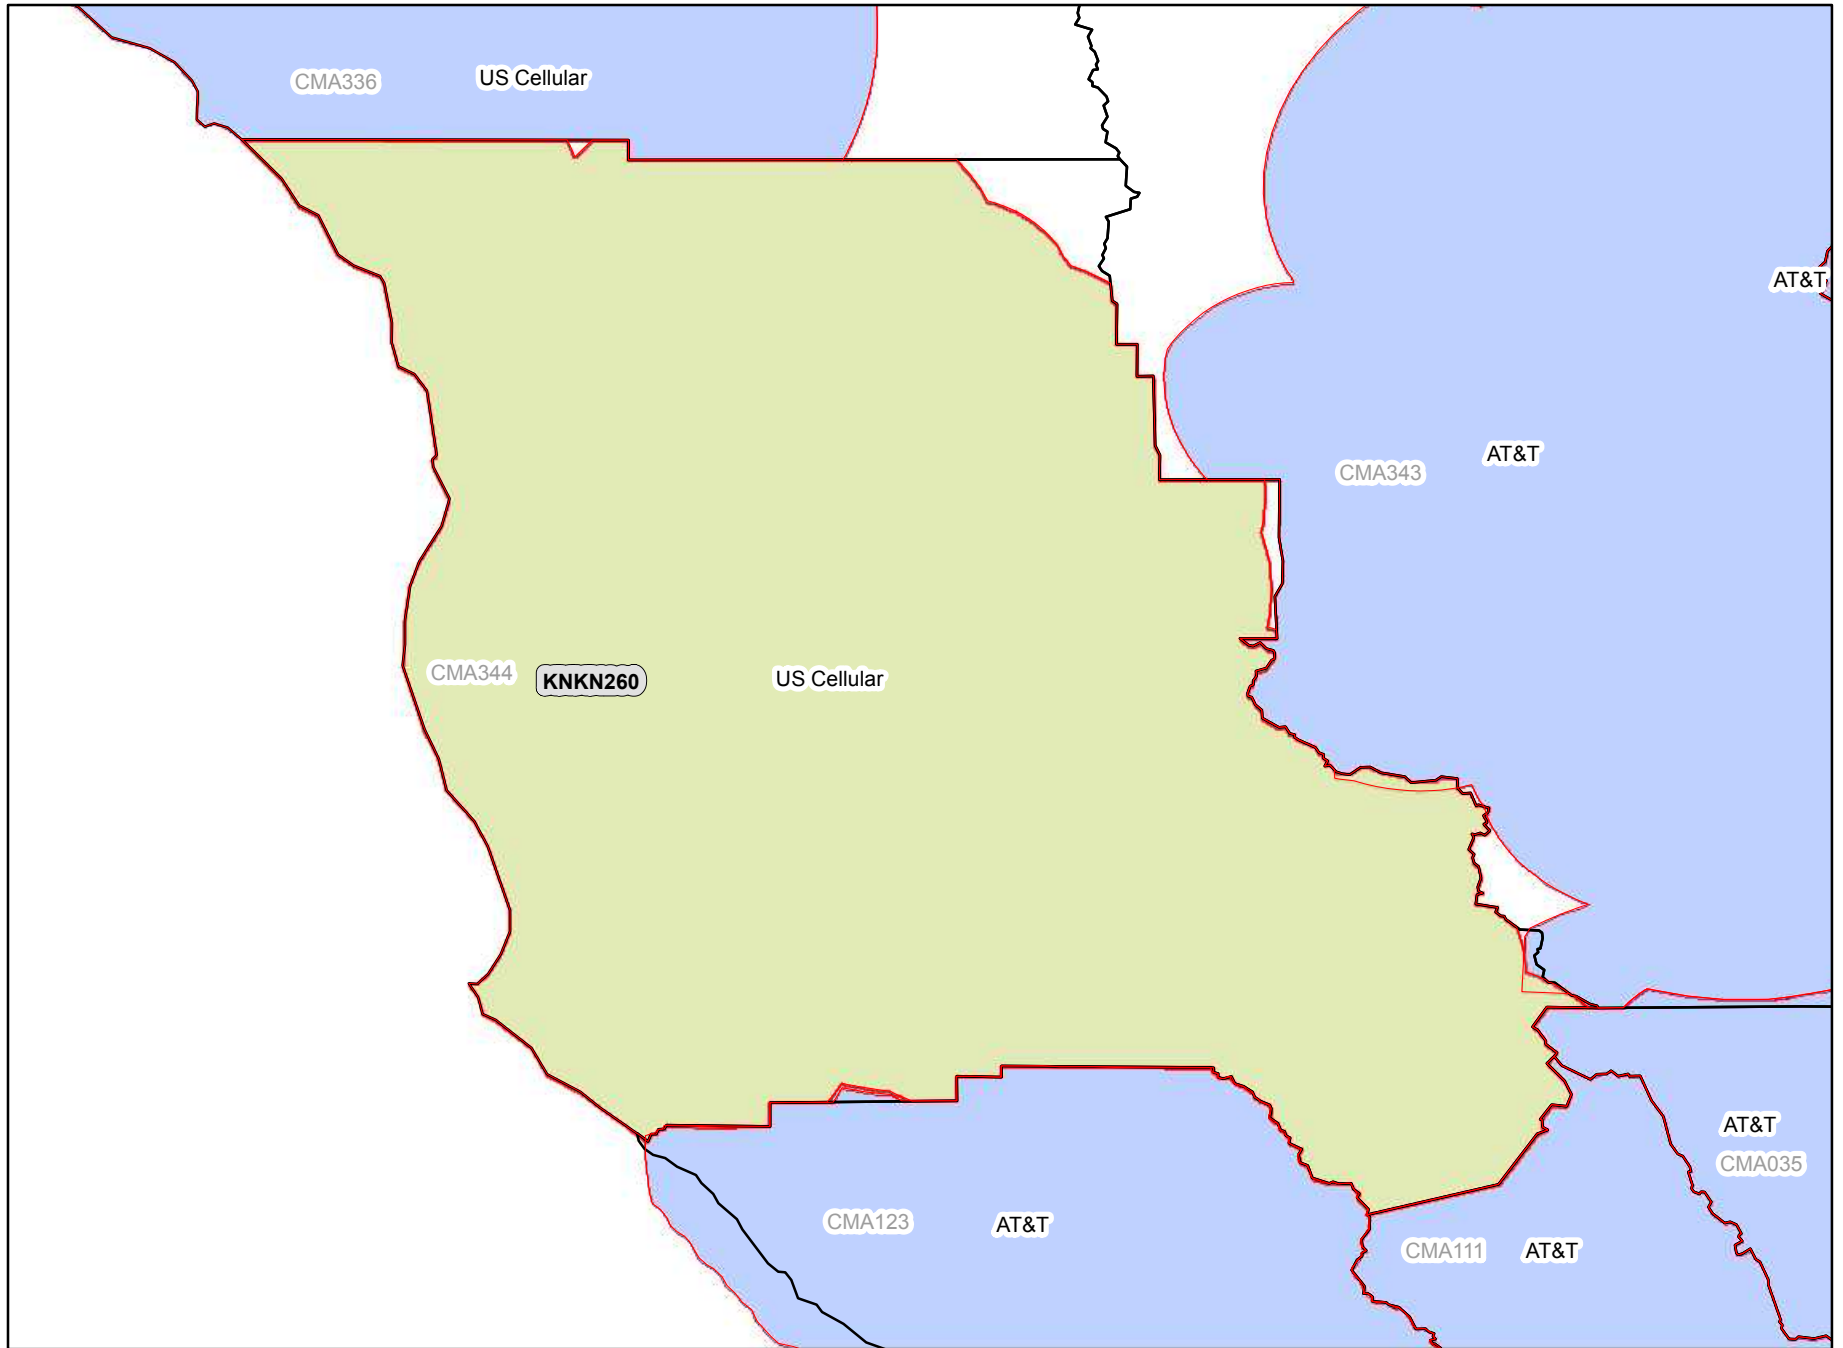 CMA336
US Cellular
AT&T
AT&T
CMA343
CMA344
KNKN260
US Cellular
AT&T
CMA035
CMA123
AT&T
CMA111
AT&T